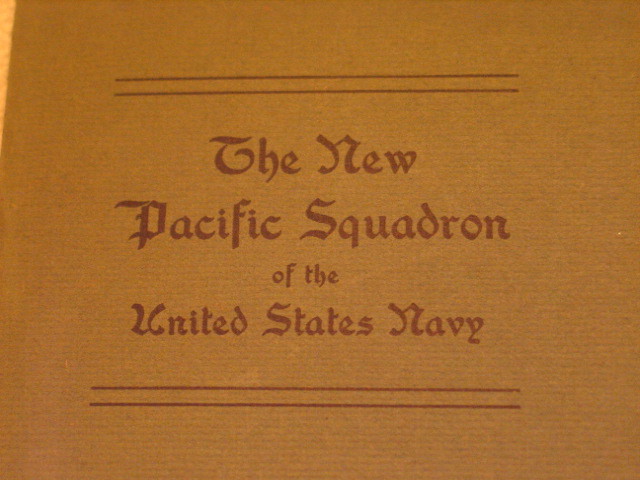 The New
Pacific Squadron
of the
United States Navy